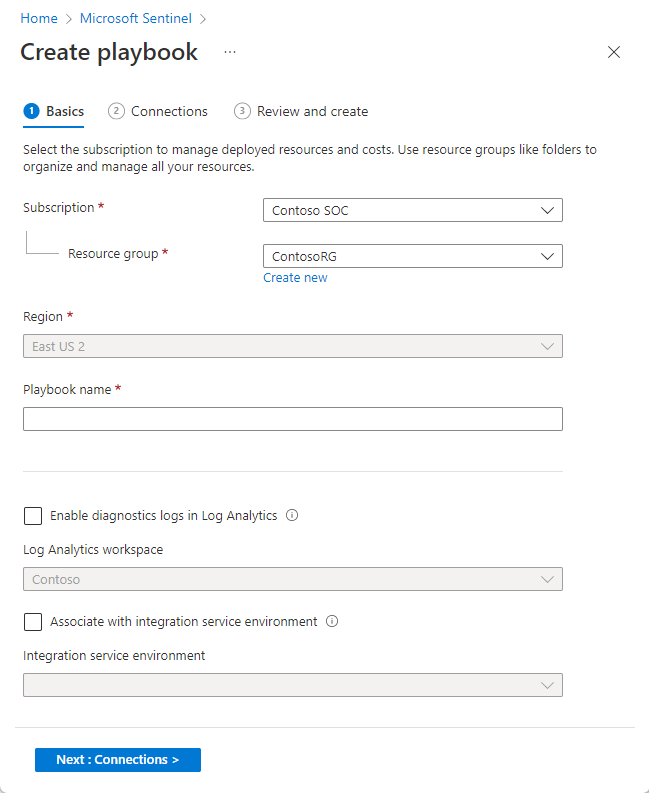 Home > Microsoft Sentinel >
Create playbook ...
1 Basics 2 Connections 3 Review and create
Select the subscription to manage deployed resources and costs. Use resource groups like folders to
organize and manage all your resources.
Subscription * Contoso SOC
Resource group * ContosoRG
Create new
Region *
East US 2
Playbook name *
Enable diagnostics logs in Log Analytics
Log Analytics workspace
Contoso
Associate with integration service environment
Integration service environment
Next : Connections >